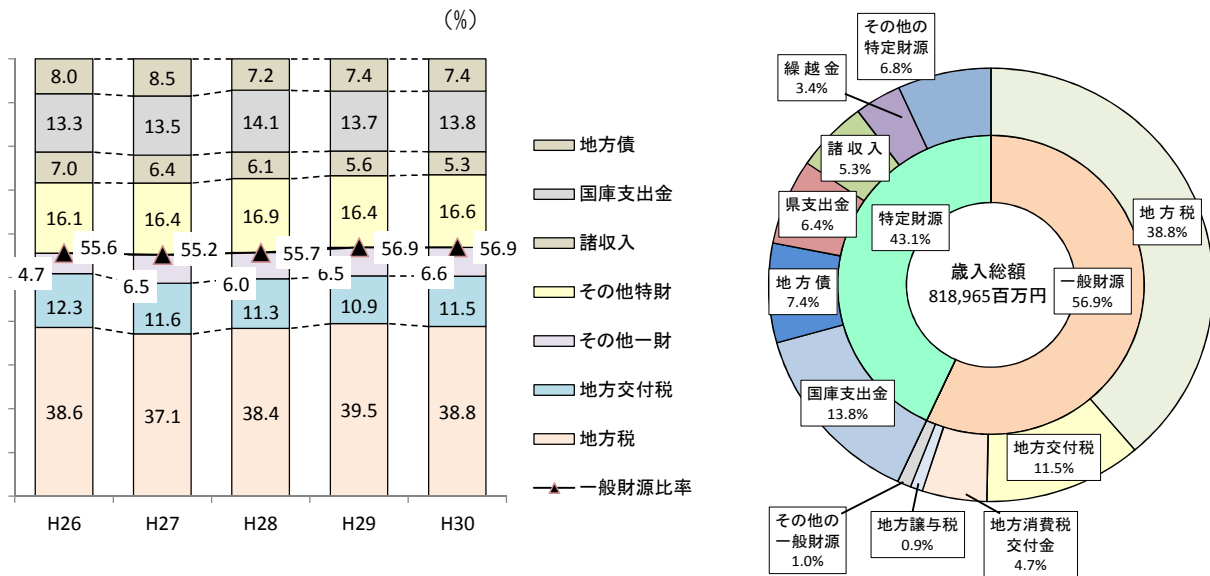 (%)
8.0 8.5 7.2 7.4 7.4
13.3 13.5 14.1 13.7 13.8
7.0 6.4 6.1 5.6 5.3
16.1 16.4 16.9 16.4 16.6
55.6 55.2 55.7 56.9 56.9
4.7 6.5 6.0 6.5 6.6
12.3 11.6 11.3 10.9 11.5
38.6 37.1 38.4 39.5 38.8
H26 H27 H28 H29 H30
地方債
国庫支出金
諸収入
その他特財
その他一財
地方交付税
地方税
一般財源比率
その他の
特定財源
6.8%
繰越金
3.4%
諸収入
5.3%
県支出金
6.4%
地方債
7.4%
国庫支出金
13.8%
その他の
一般財源
1.0%
地方譲与税
0.9%
地方消費税
交付金
4.7%
地方交付税
11.5%
地方税
38.8%
特定財源
43.1%
一般財源
56.9%
歳入総額
818,965百万円